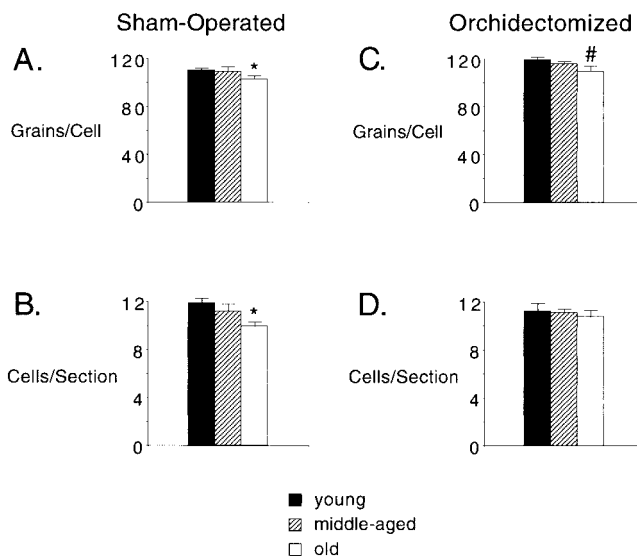 Sham-Operated
Orchidectomized
A.
120
80
40
0
Grains/Cell
*
C.
120
80
40
0
Grains/Cell
#
B.
12
8
4
0
Cells/Section
*
D.
12
8
4
0
Cells/Section
young
middle-aged
old